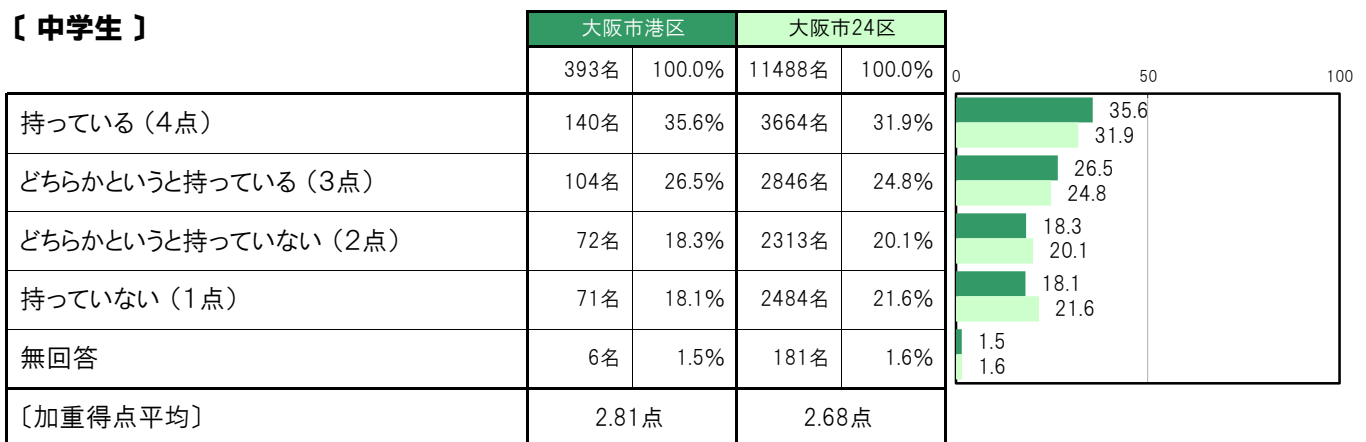 〔 中学生 〕
大阪市港区 大阪市24区
393名 100.0% 11488名 100.0%
0 50 100
持っている（4点） 140名 35.6% 3664名 31.9%
35.6
31.9
どちらかというと持っている（3点） 104名 26.5% 2846名 24.8%
26.5
24.8
どちらかというと持っていない（2点） 72名 18.3% 2313名 20.1%
18.3
20.1
持っていない（1点） 71名 18.1% 2484名 21.6%
18.1
21.6
無回答 6名 1.5% 181名 1.6%
1.5
1.6
〔加重得点平均〕 2.81点 2.68点